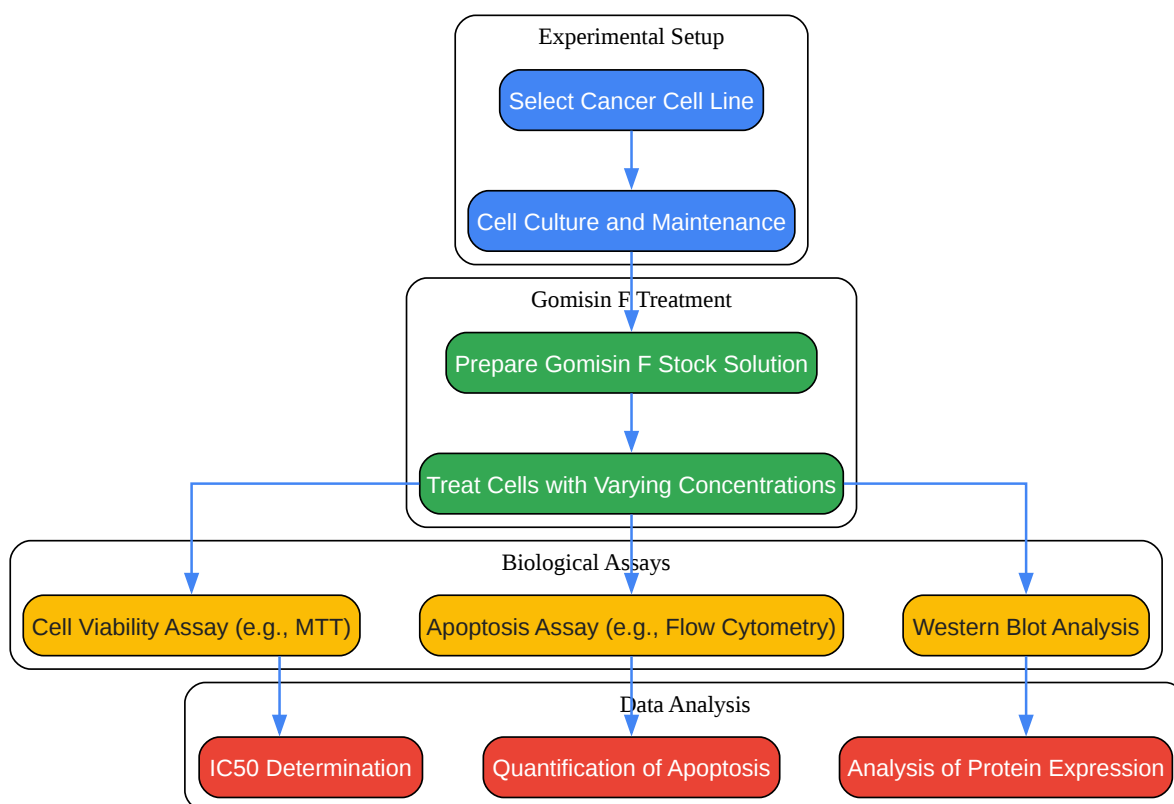 Experimental Setup
Select Cancer Cell Line
Cell Culture and Maintenance
Gomisin F Treatment
Prepare Gomisin F Stock Solution
Treat Cells with Varying Concentrations
Biological Assays
Cell Viability Assay (e.g., MTT)
Apoptosis Assay (e.g., Flow Cytometry)
Western Blot Analysis
Data Analysis
IC50 Determination
Quantification of Apoptosis
Analysis of Protein Expression